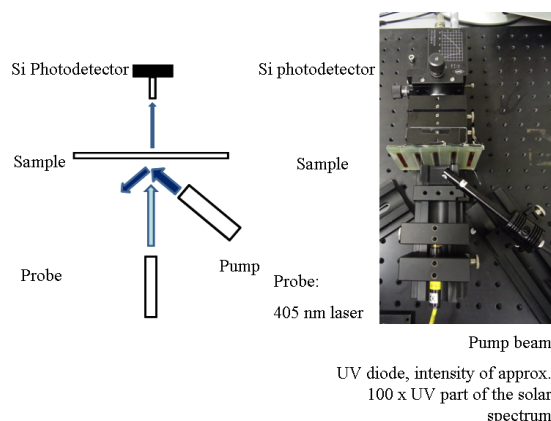 Si Photodetector
Sample
Probe
Pump
Si photodetector
Sample
Probe:
405 nm laser
Pump beam
UV diode, intensity of approx.
100 x UV part of the solar
spectrum